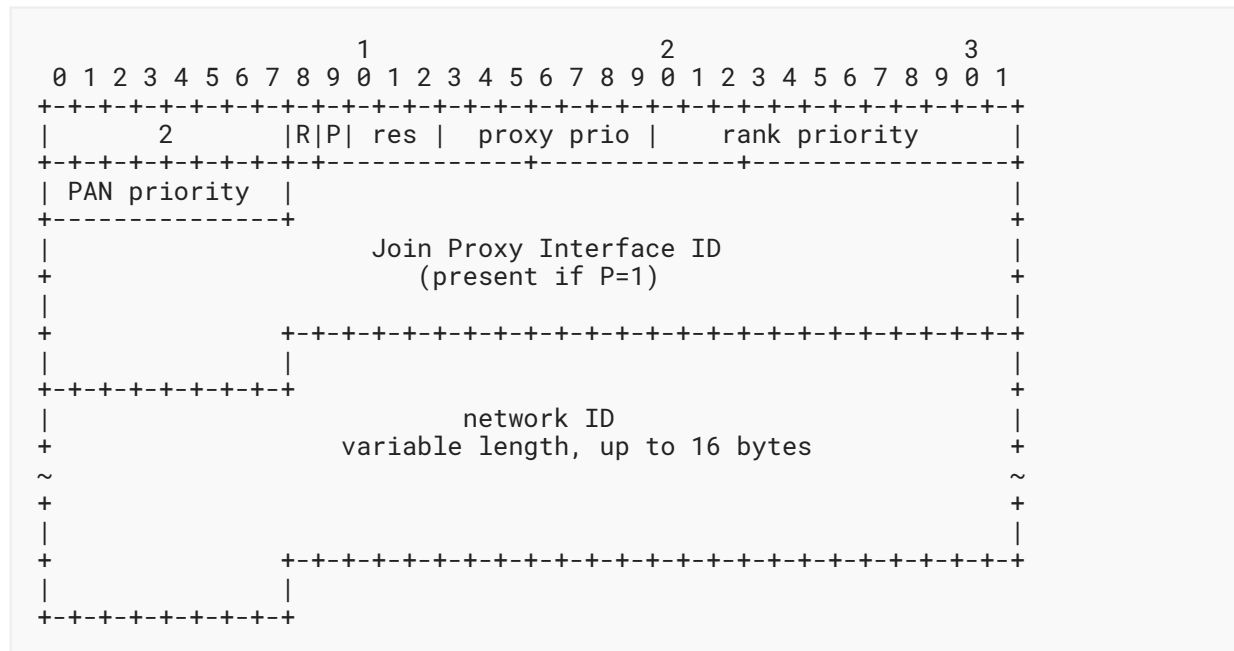 1                   2                   3
 0 1 2 3 4 5 6 7 8 9 0 1 2 3 4 5 6 7 8 9 0 1 2 3 4 5 6 7 8 9 0 1
+-+-+-+-+-+-+-+-+-+-+-+-+-+-+-+-+-+-+-+-+-+-+-+-+-+-+-+-+-+-+-+-+
|       2       |R|P| res |  proxy prio |    rank priority      |
+-+-+-+-+-+-+-+-+-+-------------+-------------+-----------------+
| PAN priority  |                                               |
+---------------+                                               +
|                     Join Proxy Interface ID                   |
+                        (present if P=1)                       +
|                                                               |
+               +-+-+-+-+-+-+-+-+-+-+-+-+-+-+-+-+-+-+-+-+-+-+-+-+
|               |                                               |
+-+-+-+-+-+-+-+-+                                               +
|                           network ID                          |
+                   variable length, up to 16 bytes             +
~                                                               ~
+                                                               +
|                                                               |
+               +-+-+-+-+-+-+-+-+-+-+-+-+-+-+-+-+-+-+-+-+-+-+-+-+
|               |
+-+-+-+-+-+-+-+-+